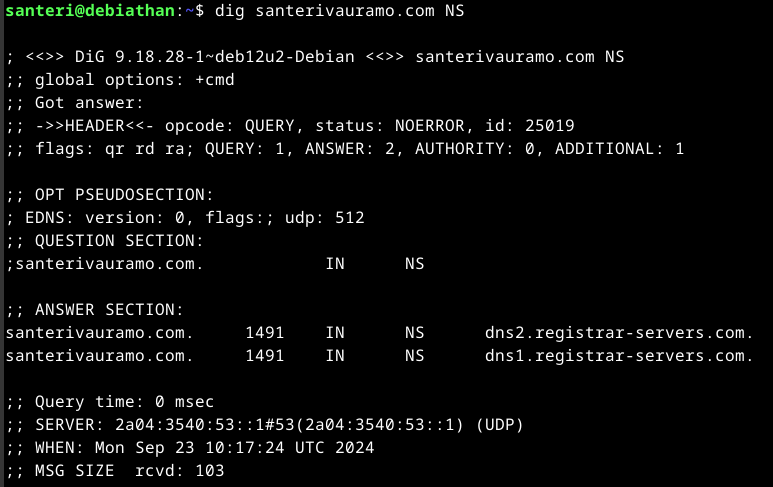 santeri@debiathan:~$ dig santerivauramo.com NS
; <<>> DiG 9.18.28-1~deb12u2-Debian <<>> santerivauramo.com NS
;; global options: +cmd
;; Got answer:
;; ->>HEADER<<- opcode: QUERY, status: NOERROR, id: 25019
;; flags: qr rd ra; QUERY: 1, ANSWER: 2, AUTHORITY: 0, ADDITIONAL: 1
;; OPT PSEUDOSECTION:
; EDNS: version: 0, flags:; udp: 512
;; QUESTION SECTION:
;santerivauramo.com. IN NS
;; ANSWER SECTION:
santerivauramo.com. 1491 IN NS dns2.registrar-servers.com.
santerivauramo.com. 1491 IN NS dns1.registrar-servers.com.
;; Query time: 0 msec
;; SERVER: 2a04:3540:53::1#53(2a04:3540:53::1) (UDP)
;; WHEN: Mon Sep 23 10:17:24 UTC 2024
;; MSG SIZE  rcvd: 103